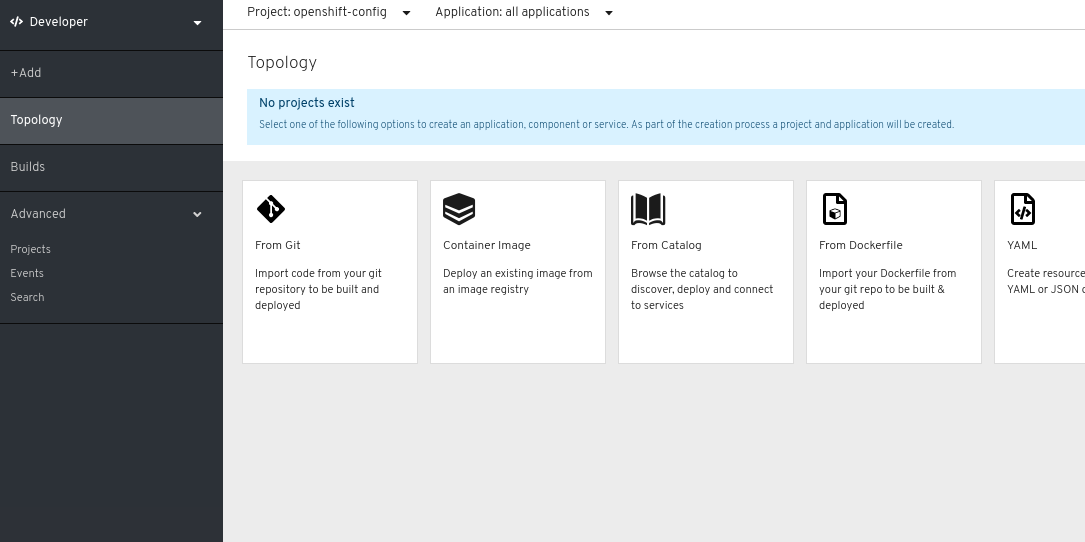 Developer
+Add
Topology
Builds
Advanced
Projects
Events
Search
Project: openshift-config
Application: all applications
Topology
No projects exist
Select one of the following options to create an application, component or service. As part of the creation process a project and application will be created.
From Git
Import code from your git
repository to be built and
deployed
Container Image
Deploy an existing image from
an image registry
From Catalog
Browse the catalog to
discover, deploy and connect
to services
From Dockerfile
Import your Dockerfile from
your git repo to be built &
deployed
YAML
Create resource
YAML or JSON